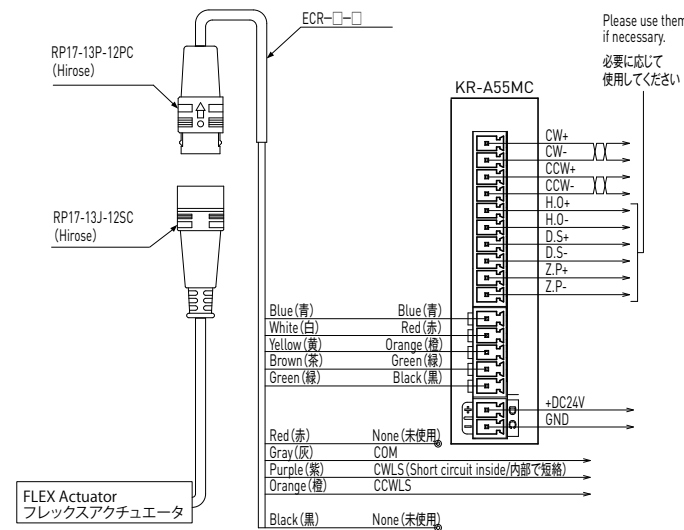 ECR-□-□
Please use them
if necessary.
必要に応じて
使用してください
RP17-13P-12PC
(Hirose)
KR-A55MC
CW+
CW-
CCW+
CCW-
H.O+
H.O-
D.S+
D.S-
Z.P+
Z.P-
RP17-13J-12SC
(Hirose)
Blue(青) Blue(青)
White(白) Red(赤)
Yellow(黄) Orange(橙)
Brown(茶) Green(緑)
Green(緑) Black(黒)
+ DC
-
+DC24V
GND
Red(赤) None(未使用)
Gray(灰) COM
Purple(紫) CWLS(Short circuit inside/内部で短絡)
Orange(橙) CCWLS
Black(黒) None(未使用)
FLEX Actuator
フレックスアクチュエータ